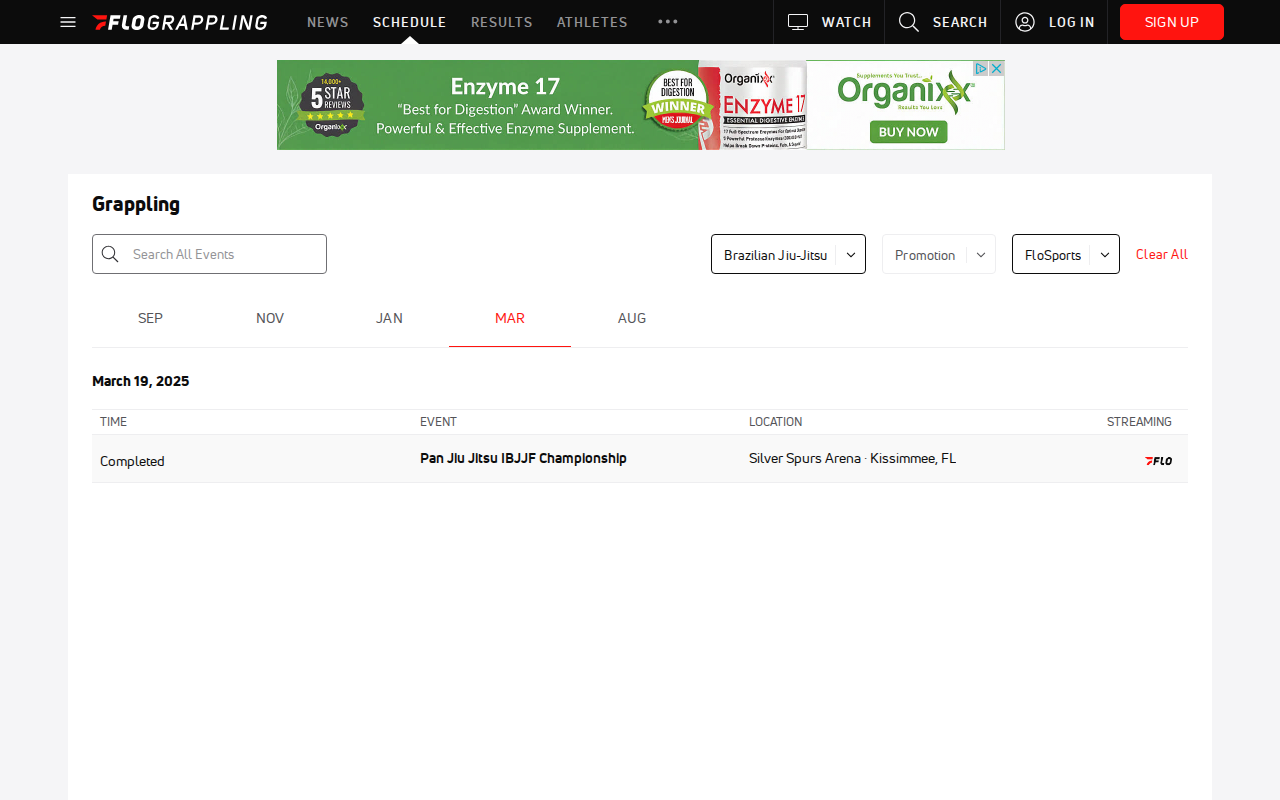 FLOGRAPPLING
NEWS
SCHEDULE
RESULTS
ATHLETES
WATCH
SEARCH
LOG IN
SIGN UP
14,000+
5 STAR
REVIEWS
Organixx
Enzyme 17
“Best for Digestion” Award Winner.
Powerful & Effective Enzyme Supplement.
BEST FOR
DIGESTION
WINNER
MEN'S JOURNAL
Organixx
ENZYME 17
ESSENTIAL DIGESTIVE
Supplements You Trust...
Organixx
Results You Love
BUY NOW
Grappling
Search All Events
Brazilian Jiu-Jitsu
Promotion
FloSports
Clear All
SEP
NOV
JAN
MAR
AUG
March 19, 2025
TIME
EVENT
LOCATION
STREAMING
Completed
Pan Jiu Jitsu IBJJF Championship
Silver Spurs Arena · Kissimmee, FL
FLO